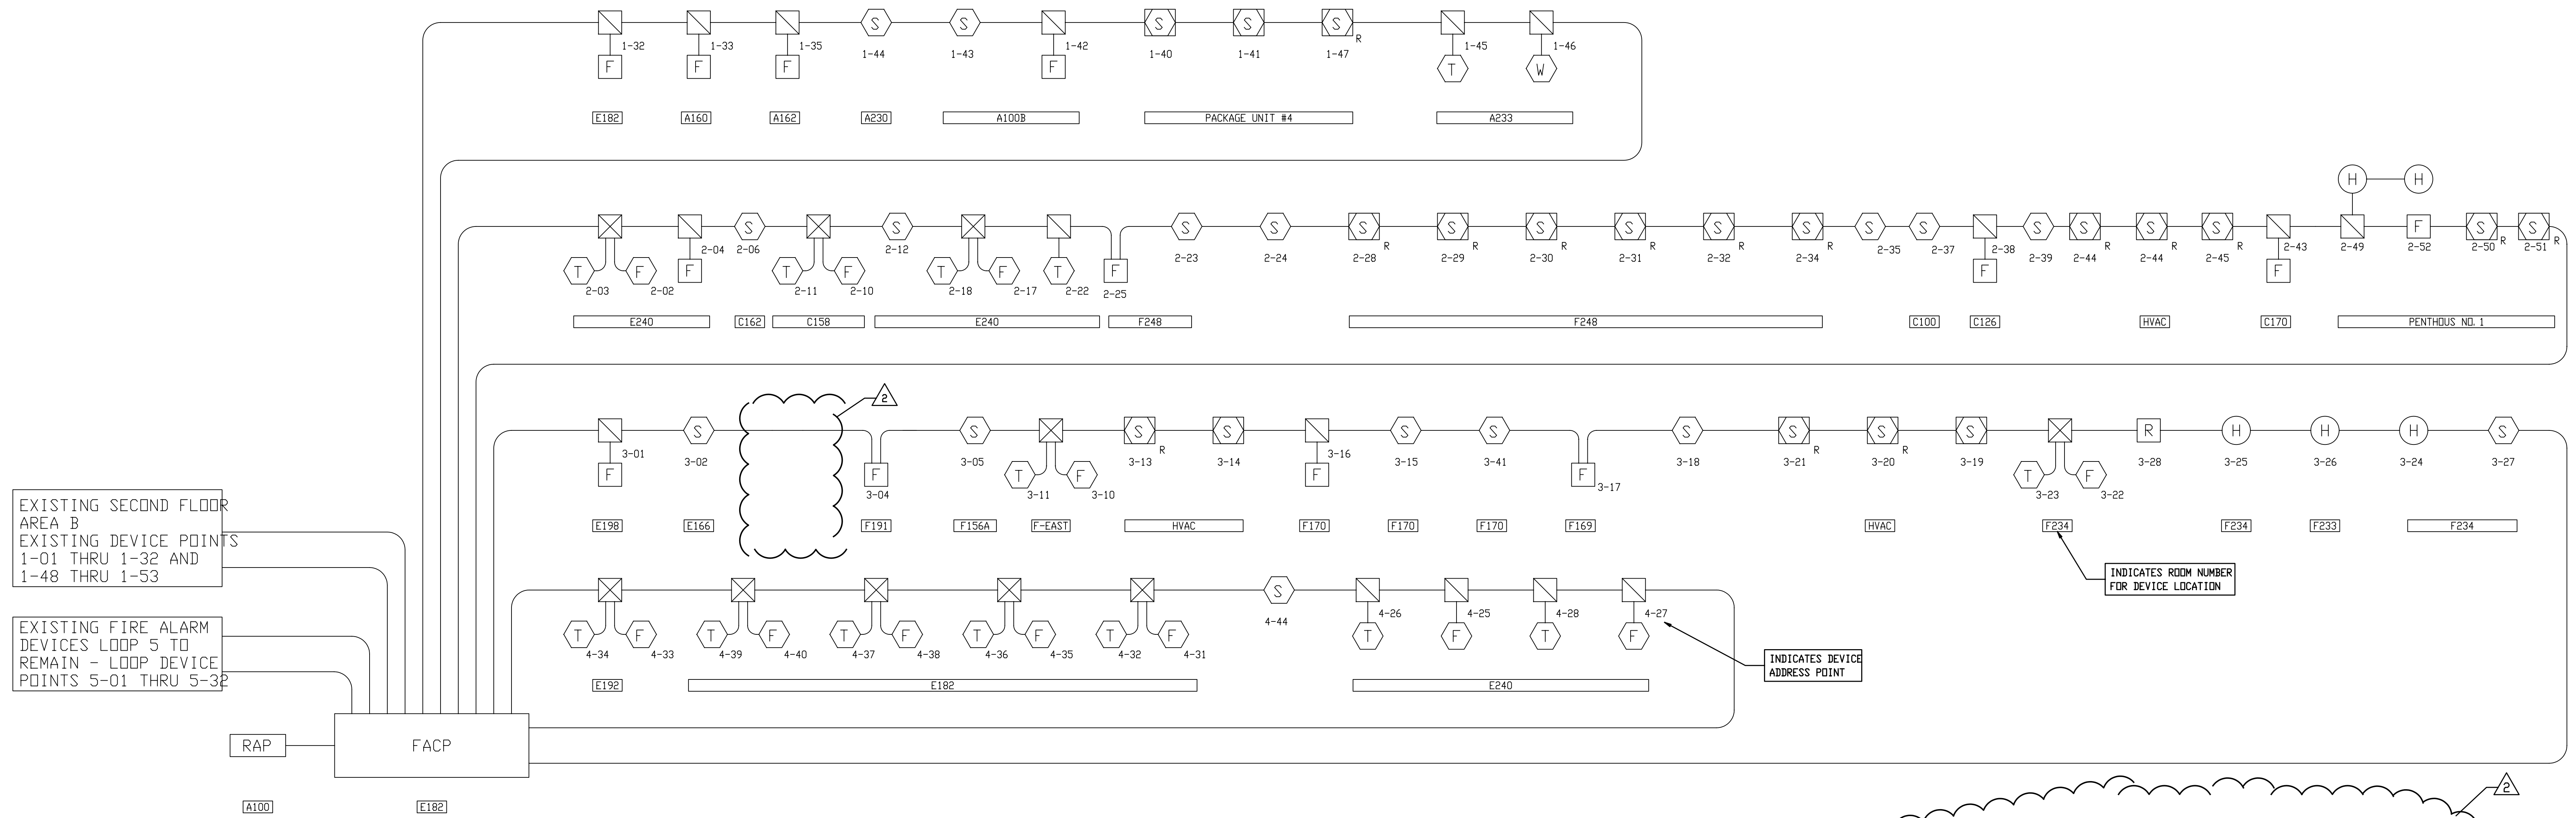 S S S S S
1-32 1-33 1-35 1-44 1-43 1-42 1-40 1-41 1-47 R 1-45 1-46
F F F F T W
E182 A160 A162 A230 A100B PACKAGE UNIT #4 A233
H H
S S S S S S S S S S S S S S S S F S S
2-04 2-06 2-12 2-23 2-24 2-28 R 2-29 R 2-30 R 2-31 R 2-32 R 2-34 R 2-35 2-37 2-38 2-39 2-44 R 2-44 R 2-45 R 2-43 2-49 2-52 2-50 R 2-51 R
T F F T F T F T F F F
2-03 2-02 2-11 2-10 2-18 2-17 2-22 2-25
E240 C162 C158 E240 F248 F248 C100 C126 HVAC C170 PENTHOUS NO. 1
2
S S S S S S S S S S R H H H S
3-01 3-02 3-05 3-13 R 3-14 3-16 3-15 3-41 3-18 3-21 R 3-20 R 3-19 3-28 3-25 3-26 3-24 3-27
F F T F F F T F
3-04 3-11 3-10 3-17 3-23 3-22
E198 E166 F191 F156A F-EAST HVAC F170 F170 F170 F169 HVAC F234 F234 F233 F234
INDICATES ROOM NUMBER
FOR DEVICE LOCATION
EXISTING SECOND FLOOR
AREA B
EXISTING DEVICE POINTS
1-01 THRU 1-32 AND
1-48 THRU 1-53
S
4-44 4-26 4-25 4-28 4-27
T F T F T F T F T F T F T F
4-34 4-33 4-39 4-40 4-37 4-38 4-36 4-35 4-32 4-31
E192 E182 E240
INDICATES DEVICE
ADDRESS POINT
EXISTING FIRE ALARM
DEVICES LOOP 5 TO
REMAIN - LOOP DEVICE
POINTS 5-01 THRU 5-32
RAP FACP
A100 E182
2